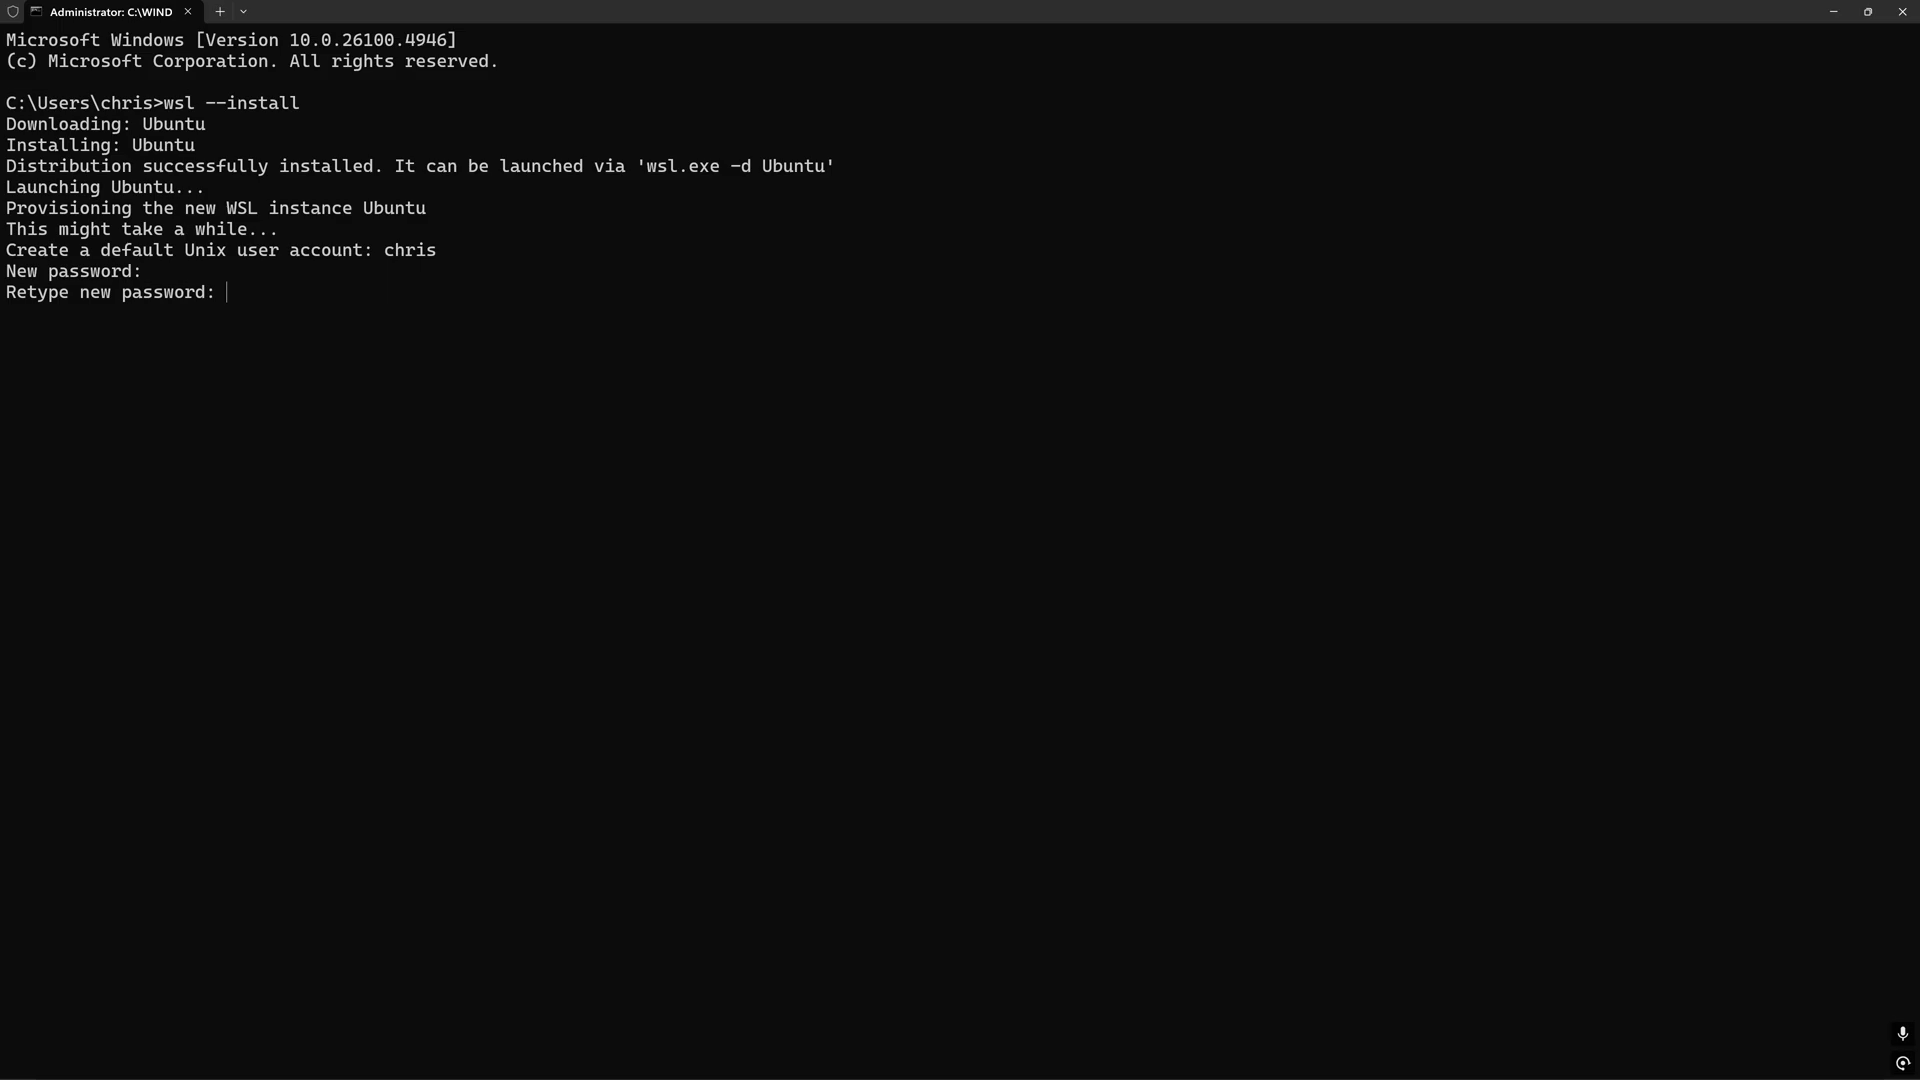 Administrator: C:\WIND
Microsoft Windows [Version 10.0.26100.4946]
(c) Microsoft Corporation. All rights reserved.
C:\Users\chris>wsl --install
Downloading: Ubuntu
Installing: Ubuntu
Distribution successfully installed. It can be launched via 'wsl.exe -d Ubuntu'
Launching Ubuntu...
Provisioning the new WSL instance Ubuntu
This might take a while...
Create a default Unix user account: chris
New password:
Retype new password: